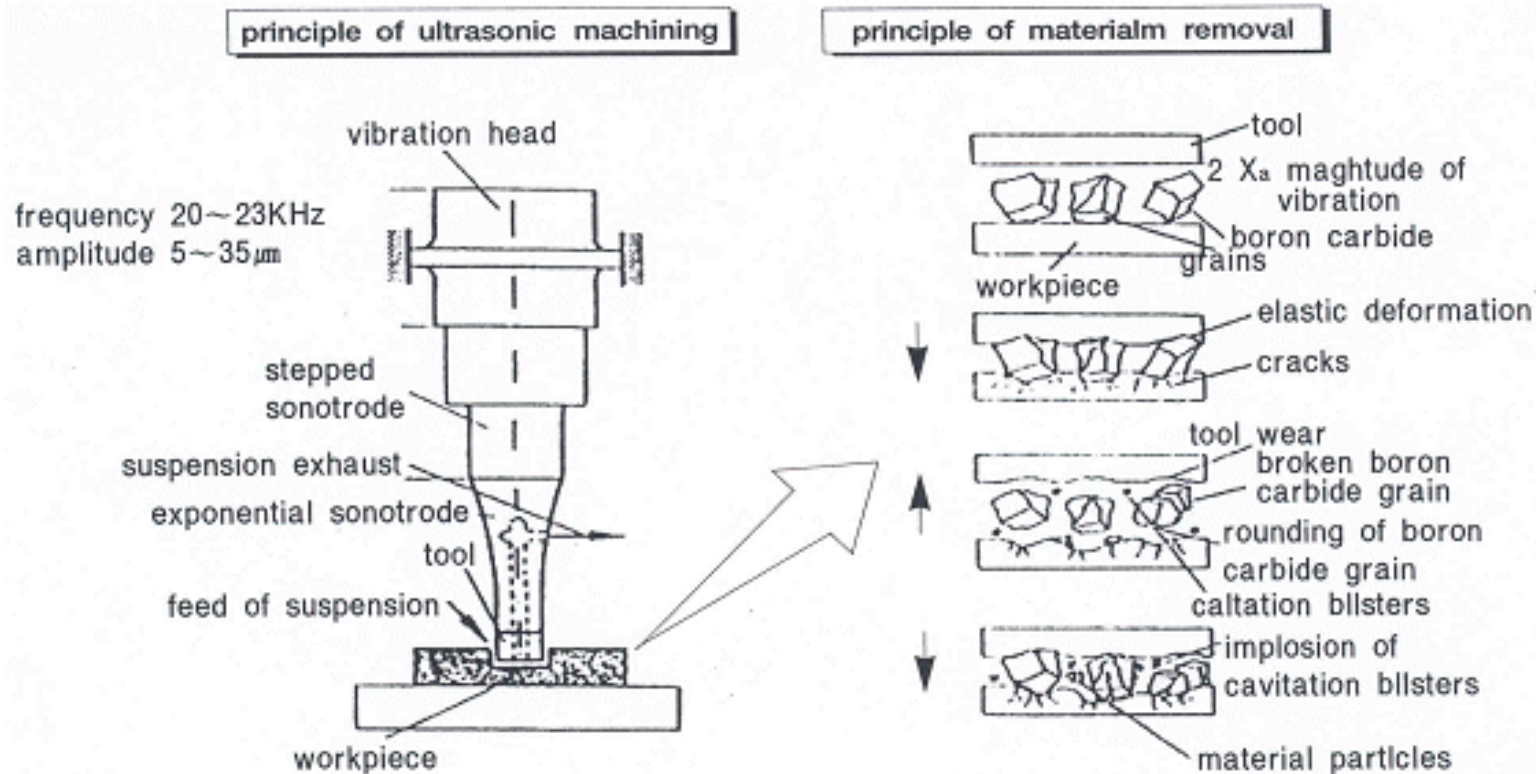 principle of ultrasonic machining
principle of materialm removal
vibration head
frequency 20~23KHz
amplitude 5~35μm
stepped
sonotrode
suspension exhaust
exponential sonotrode
tool
feed of suspension
workpiece
tool
2 Xa maghtude of
vibration
boron carbide
grains
workpiece
elastic deformation
cracks
tool wear
broken boron
carbide grain
rounding of boron
carbide grain
caltation bllsters
implosion of
cavitation bllsters
material partlcles